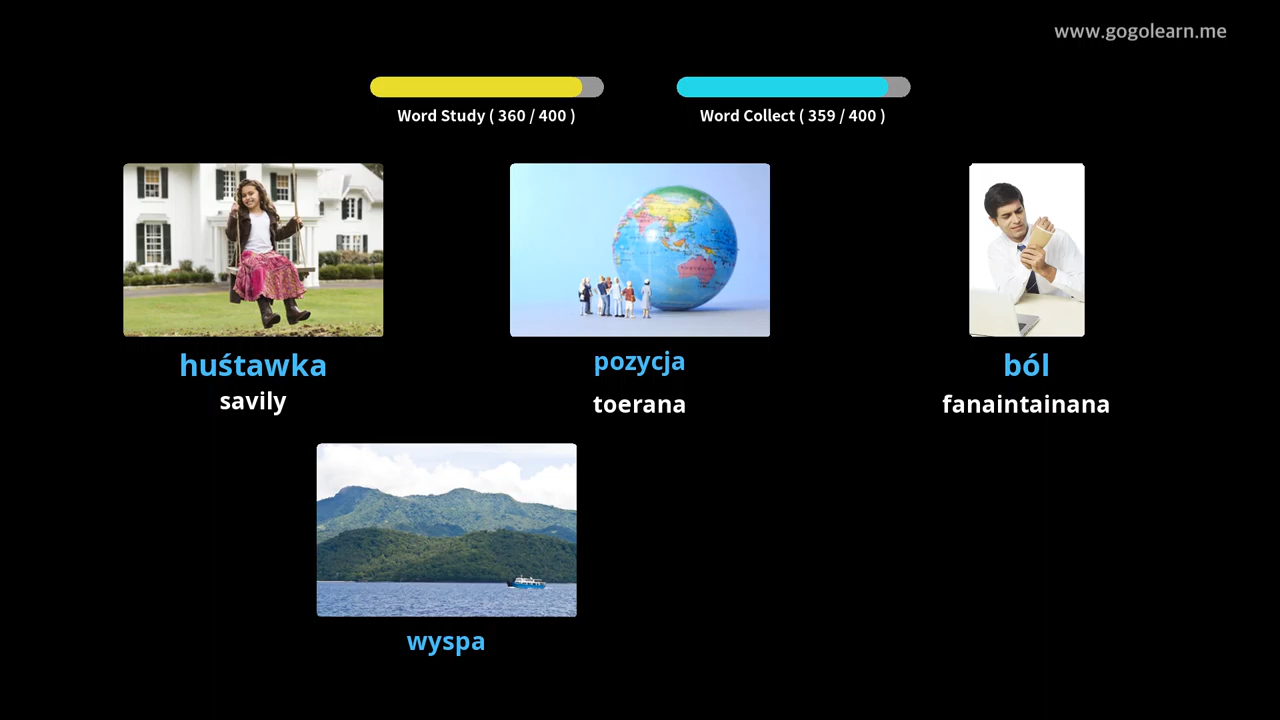 www.gogolearn.me
Word Study ( 360 / 400 )
Word Collect ( 359 / 400 )
huśtawka
savily
pozycja
toerana
ból
fanaintainana
wyspa